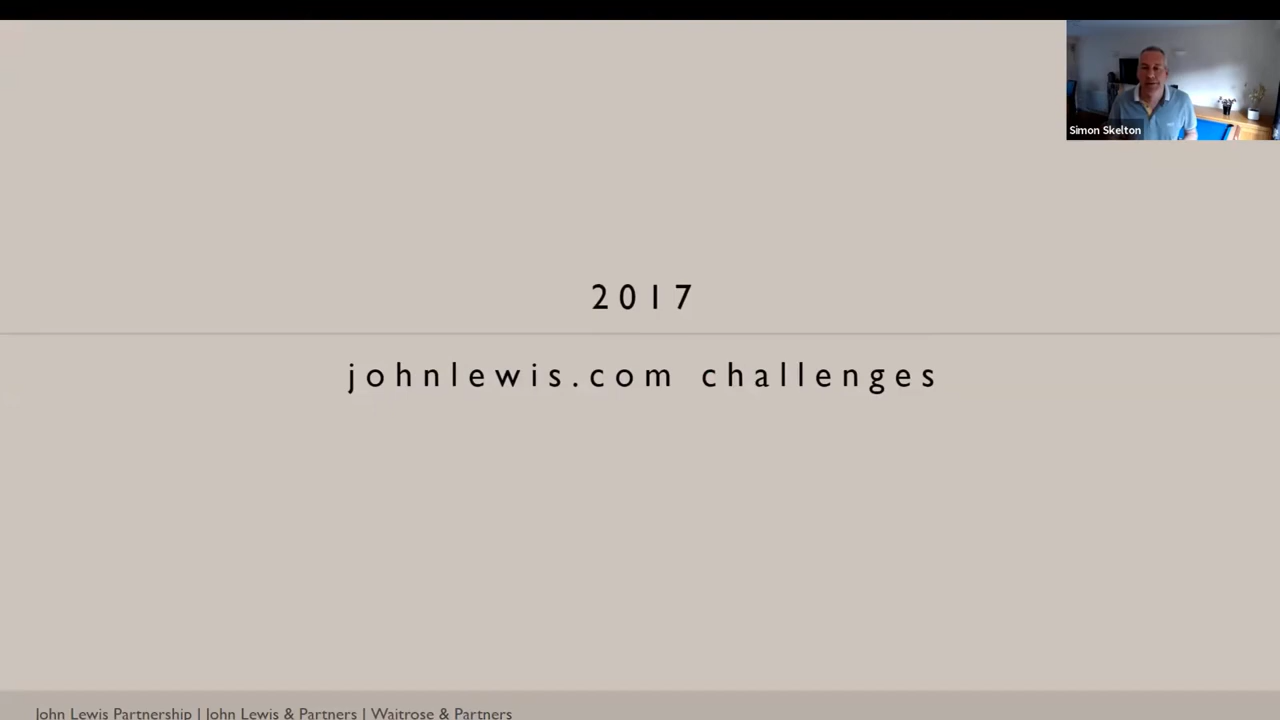 Simon Skelton
2017
johnlewis.com challenges
John Lewis Partnership | John Lewis & Partners | Waitrose & Partners